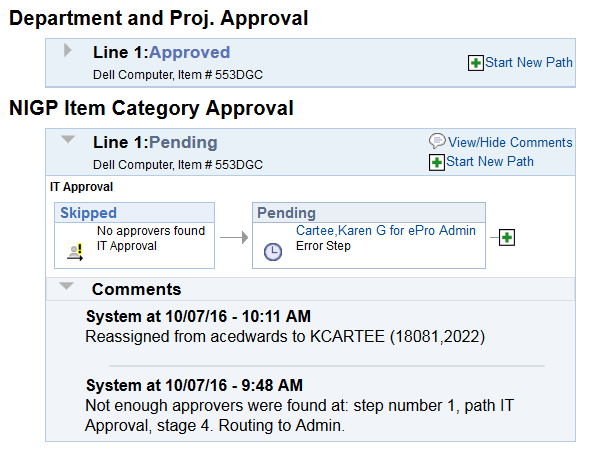 Department and Proj. Approval
Line 1:Approved
Dell Computer, Item # 553DGC
Start New Path
NIGP Item Category Approval
Line 1:Pending
Dell Computer, Item # 553DGC
View/Hide Comments
Start New Path
IT Approval
Skipped
No approvers found
IT Approval
Pending
Cartee,Karen G for ePro Admin
Error Step
Comments
System at 10/07/16 - 10:11 AM
Reassigned from acedwards to KCARTEE (18081,2022)
System at 10/07/16 - 9:48 AM
Not enough approvers were found at: step number 1, path IT
Approval, stage 4. Routing to Admin.